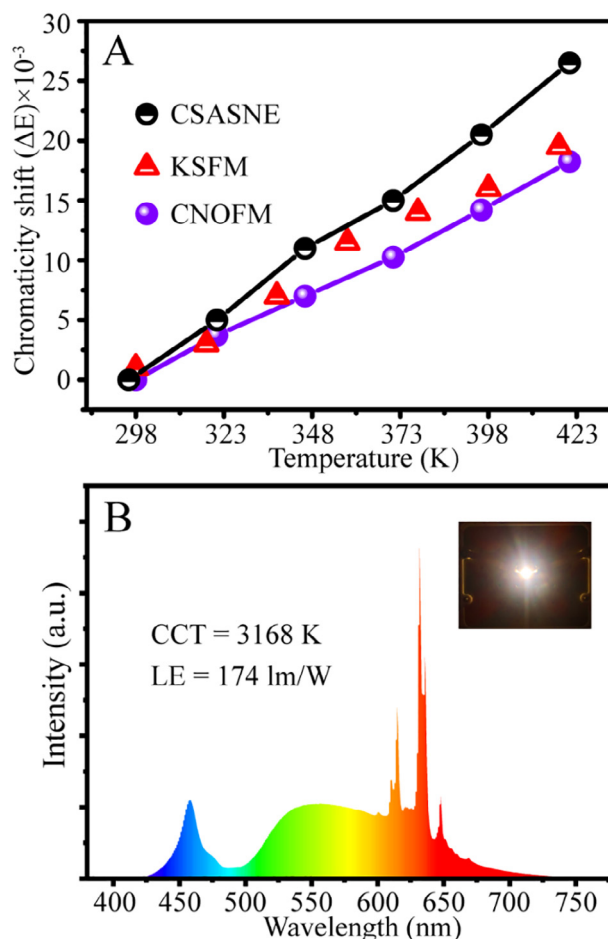 A
Chromaticity shift (ΔE)×10⁻³
30
25
20
15
10
5
0
CSASNE
KSFM
CNOFM
298 323 348 373 398 423
Temperature (K)
B
Intensity (a.u.)
CCT = 3168 K
LE = 174 lm/W
400 450 500 550 600 650 700 750
Wavelength (nm)